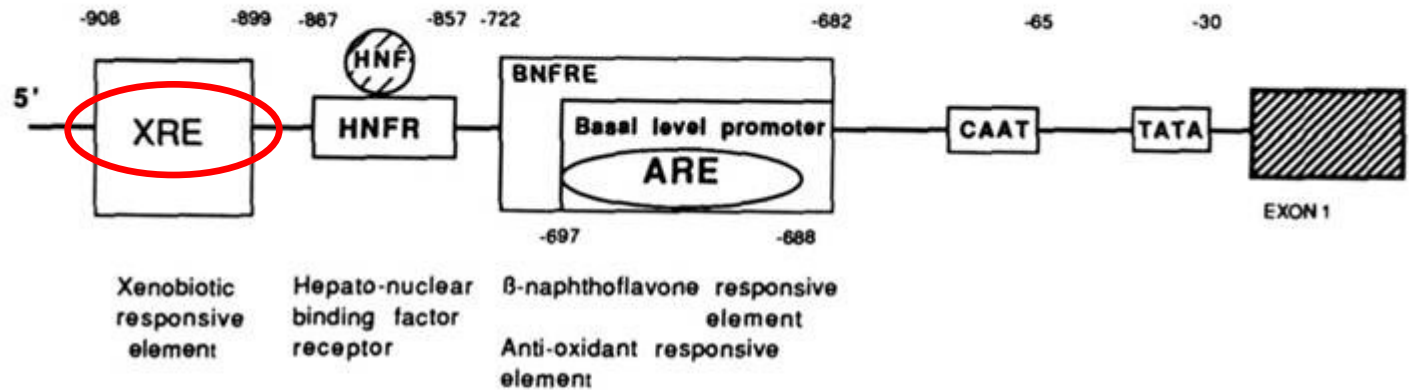 -908 -899 -867 -857 -722 -682 -65 -30
HNF
BNFRE
5'
XRE HNFR Basal level promoter CAAT TATA
ARE
EXON 1
-697 -688
Xenobiotic
responsive
element
Hepato-nuclear
binding factor
receptor
ß-naphthoflavone responsive
element
Anti-oxidant responsive
element